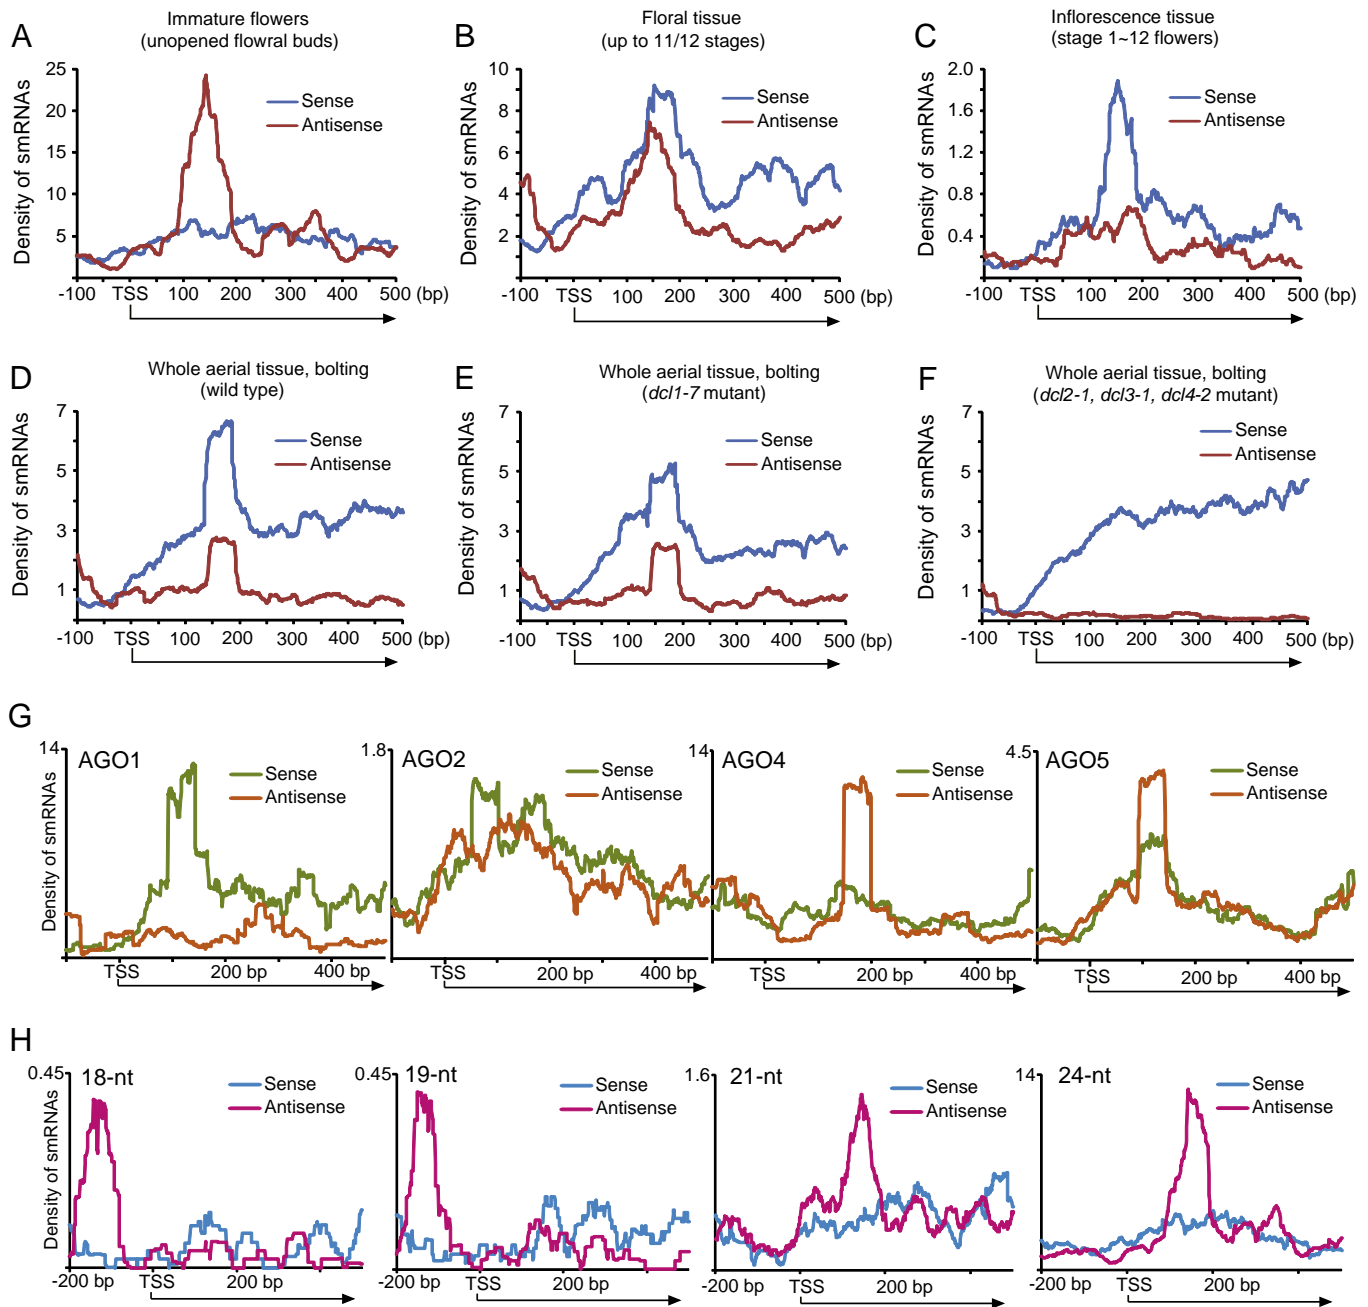 A
Immature flowers
(unopened flowral buds)
Density of smRNAs
25
20
15
10
5
Sense
Antisense
-100 TSS 100 200 300 400 500 (bp)
B
Floral tissue
(up to 11/12 stages)
Density of smRNAs
10
8
6
4
2
Sense
Antisense
-100 TSS 100 200 300 400 500 (bp)
C
Inflorescence tissue
(stage 1~12 flowers)
Density of smRNAs
2.0
1.6
1.2
0.8
0.4
Sense
Antisense
-100 TSS 100 200 300 400 500 (bp)
D
Whole aerial tissue, bolting
(wild type)
Density of smRNAs
7
5
3
1
Sense
Antisense
-100 TSS 100 200 300 400 500 (bp)
E
Whole aerial tissue, bolting
(dcl1-7 mutant)
Density of smRNAs
7
5
3
1
Sense
Antisense
-100 TSS 100 200 300 400 500 (bp)
F
Whole aerial tissue, bolting
(dcl2-1, dcl3-1, dcl4-2 mutant)
Density of smRNAs
7
5
3
1
Sense
Antisense
-100 TSS 100 200 300 400 500 (bp)
G
Density of smRNAs
14
AGO1
Sense
Antisense
TSS 200 bp 400 bp
1.8
AGO2
Sense
Antisense
TSS 200 bp 400 bp
14
AGO4
Sense
Antisense
TSS 200 bp 400 bp
4.5
AGO5
Sense
Antisense
TSS 200 bp 400 bp
H
Density of smRNAs
0.45
18-nt
Sense
Antisense
-200 bp TSS 200 bp
0.45
19-nt
Sense
Antisense
-200 bp TSS 200 bp
1.6
21-nt
Sense
Antisense
-200 bp TSS 200 bp
14
24-nt
Sense
Antisense
-200 bp TSS 200 bp